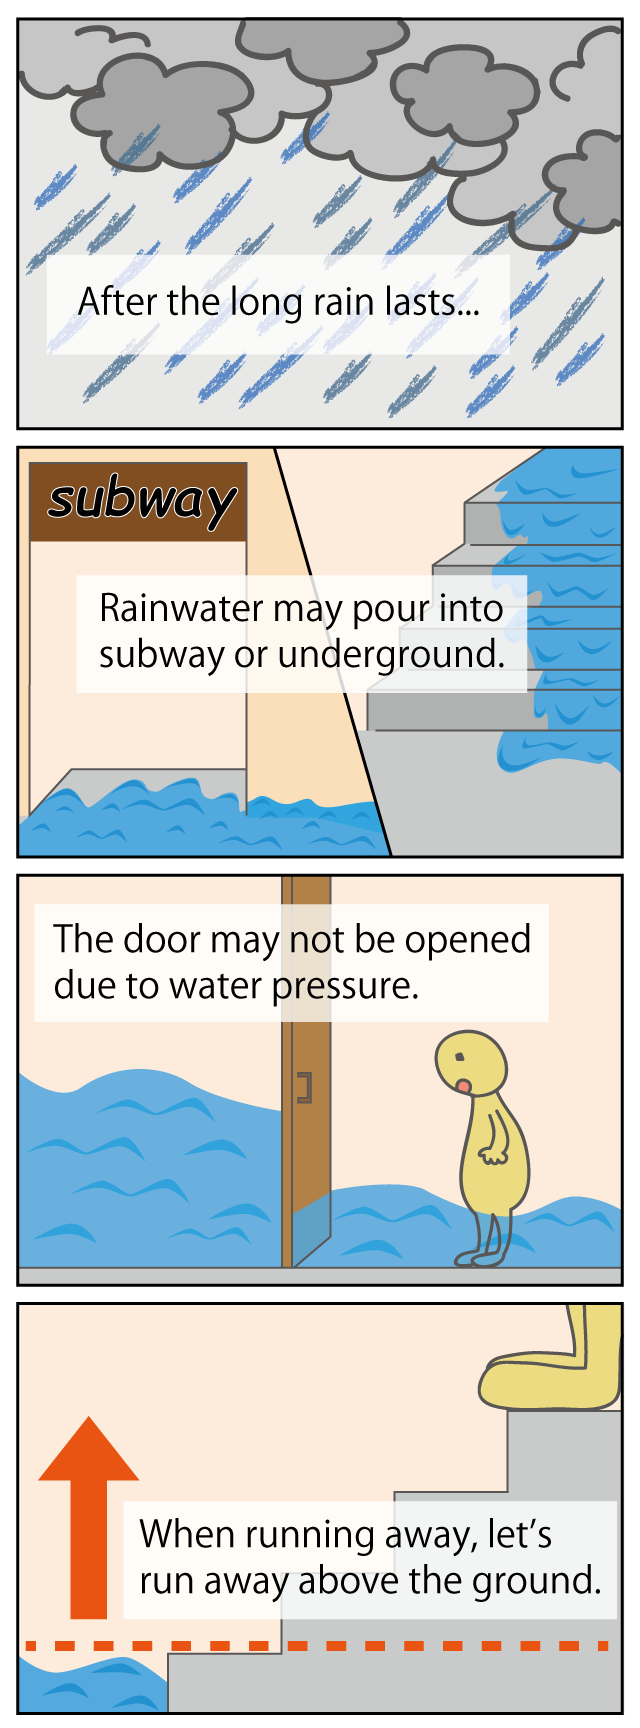 After the long rain lasts...
subway
Rainwater may pour into
subway or underground.
The door may not be opened
due to water pressure.
When running away, let's
run away above the ground.